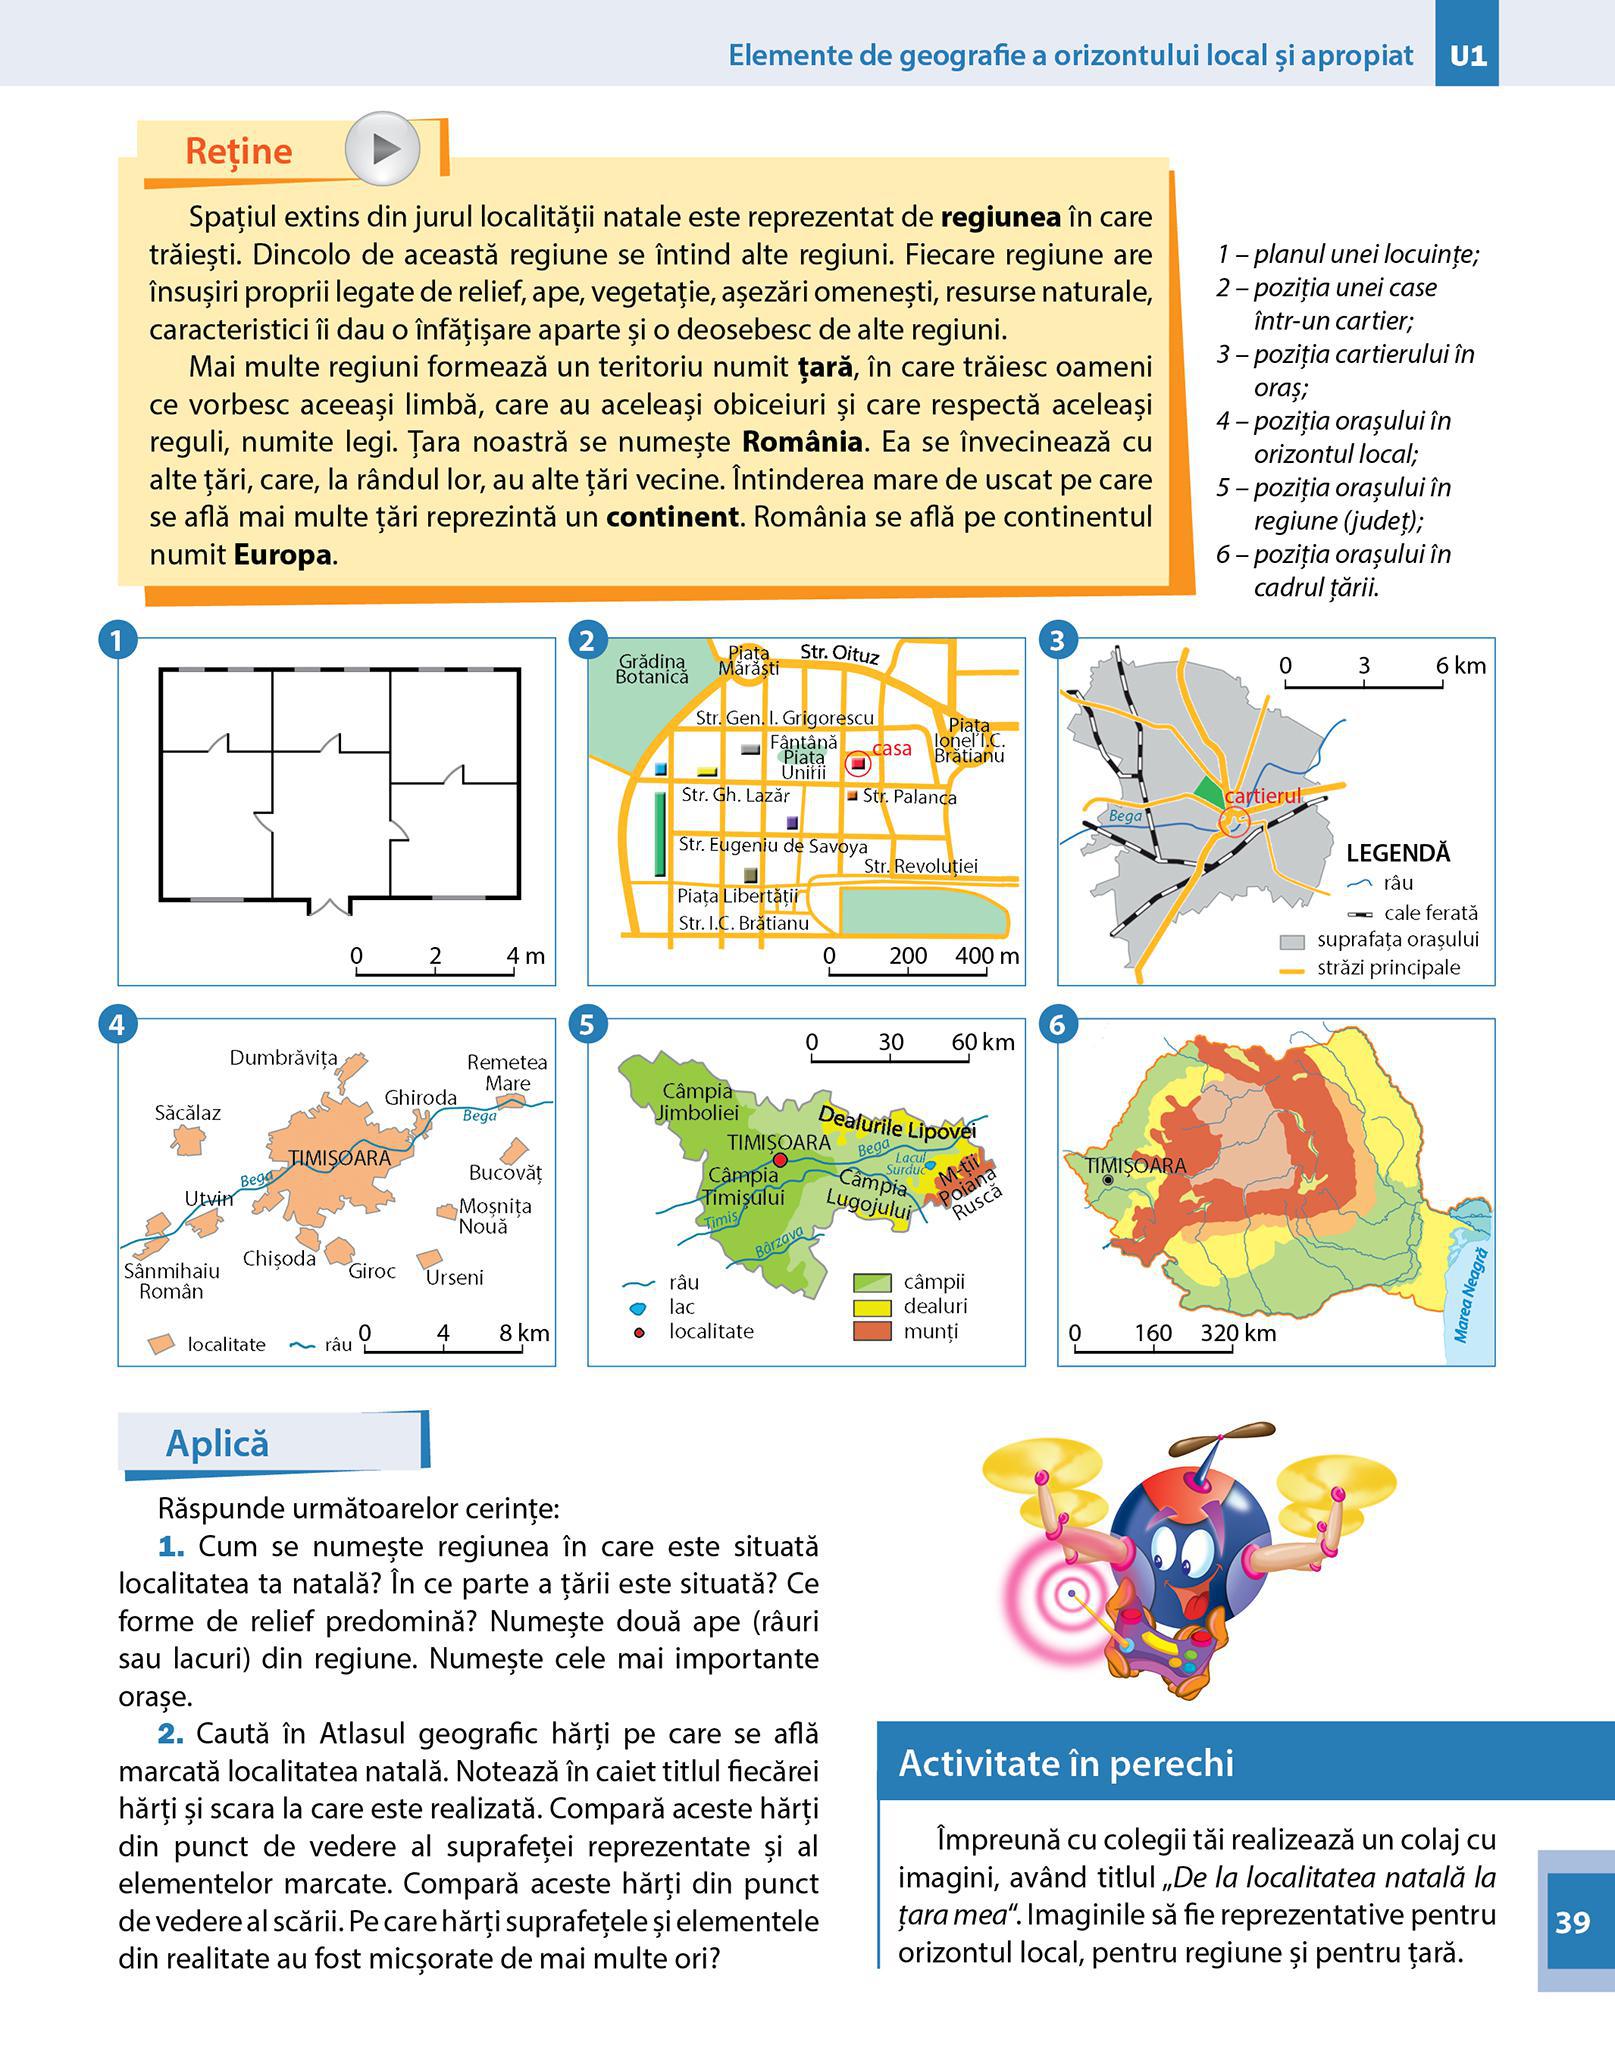 Elemente de geografie a orizontului local și apropiat
U1
Reține
Spațiul extins din jurul localității natale este reprezentat de regiunea în care
trăiești. Dincolo de această regiune se întind alte regiuni. Fiecare regiune are
însușiri proprii legate de relief, ape, vegetație, așezări omenești, resurse naturale,
caracteristici îi dau o înfățișare aparte și o deosebesc de alte regiuni.
Mai multe regiuni formează un teritoriu numit țară, în care trăiesc oameni
ce vorbesc aceeași limbă, care au aceleași obiceiuri și care respectă aceleași
reguli, numite legi. Țara noastră se numește România. Ea se învecinează cu
alte țări, care, la rândul lor, au alte țări vecine. Întinderea mare de uscat pe care
se află mai multe țări reprezintă un continent. România se află pe continentul
numit Europa.
1 – planul unei locuințe;
2 – poziția unei case
într-un cartier;
3 – poziția cartierului în
oraș;
4 – poziția orașului în
orizontul local;
5 – poziția orașului în
regiune (județ);
6 – poziția orașului în
cadrul țării.
1
0 2 4 m
2
Grădina
Botanică
Piața
Mărăști
Str. Oituz
Str. Gen. I. Grigorescu
Fântână
Piața
Unirii
casa
Piața
Ionel I.C.
Brătianu
Str. Gh. Lazăr
Str. Palanca
Str. Eugeniu de Savoya
Str. Revoluției
Piața Libertății
Str. I.C. Brătianu
0 200 400 m
3
0 3 6 km
cartierul
Bega
LEGENDĂ
râu
cale ferată
suprafața orașului
străzi principale
4
Dumbrăvița
Remetea
Mare
Ghiroda
Bega
Săcălaz
TIMIȘOARA
Bucovăț
Bega
Utvin
Moșnița
Nouă
Chișoda
Giroc
Urseni
Sânmihaiu
Român
localitate
râu
0 4 8 km
5
0 30 60 km
Câmpia
Jimboliei
Dealurile Lipovei
TIMIȘOARA
Bega
Lacul
Surduc
Câmpia
Timișului
Câmpia
Lugojului
M-ții
Poiana
Ruscă
Timiș
Bârzava
râu
lac
localitate
câmpii
dealuri
munți
6
TIMIȘOARA
Marea Neagră
0 160 320 km
Aplică
Răspunde următoarelor cerințe:
1. Cum se numește regiunea în care este situată
localitatea ta natală? În ce parte a țării este situată? Ce
forme de relief predomină? Numește două ape (râuri
sau lacuri) din regiune. Numește cele mai importante
orașe.
2. Caută în Atlasul geografic hărți pe care se află
marcată localitatea natală. Notează în caiet titlul fiecărei
hărți și scara la care este realizată. Compară aceste hărți
din punct de vedere al suprafeței reprezentate și al
elementelor marcate. Compară aceste hărți din punct
de vedere al scării. Pe care hărți suprafețele și elementele
din realitate au fost micșorate de mai multe ori?
Activitate în perechi
Împreună cu colegii tăi realizează un colaj cu
imagini, având titlul „De la localitatea natală la
țara mea“. Imaginile să fie reprezentative pentru
orizontul local, pentru regiune și pentru țară.
39